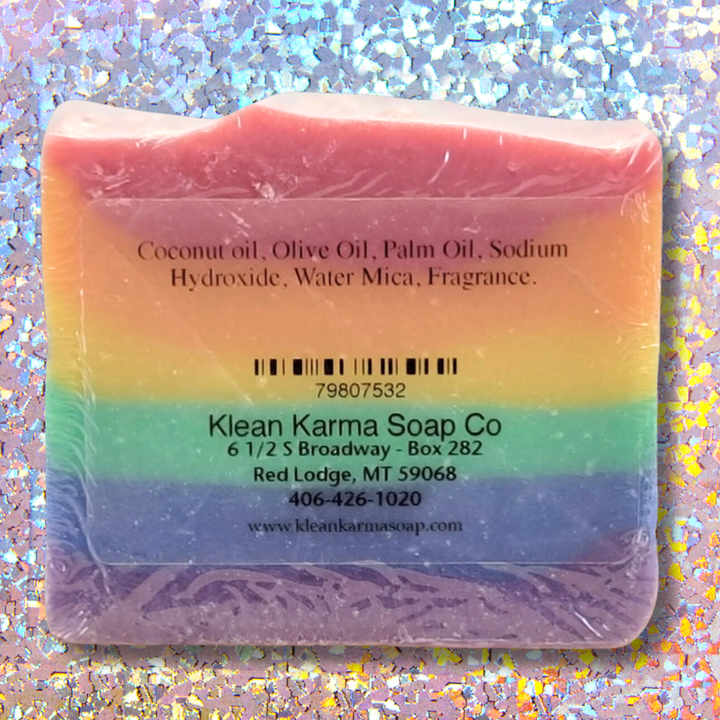 Coconut oil, Olive Oil, Palm Oil, Sodium
Hydroxide, Water Mica, Fragrance.
79807532
Klean Karma Soap Co
6 1/2 S Broadway - Box 282
Red Lodge, MT 59068
406-426-1020
www.kleankarmasoap.com